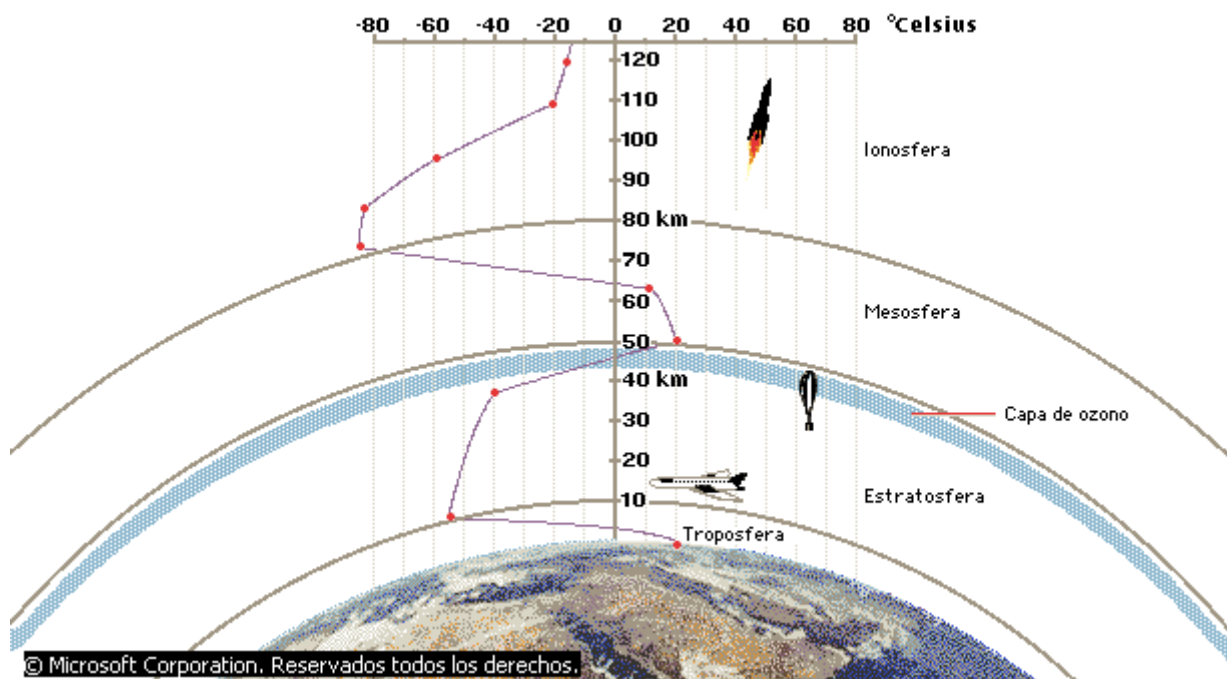 -80 -60 -40 -20 0 20 40 60 80 °Celsius
120
110
100
Ionosfera
90
80 km
70
Mesosfera
60
50
40 km
Capa de ozono
30
20
Estratosfera
10
Troposfera
© Microsoft Corporation. Reservados todos los derechos.